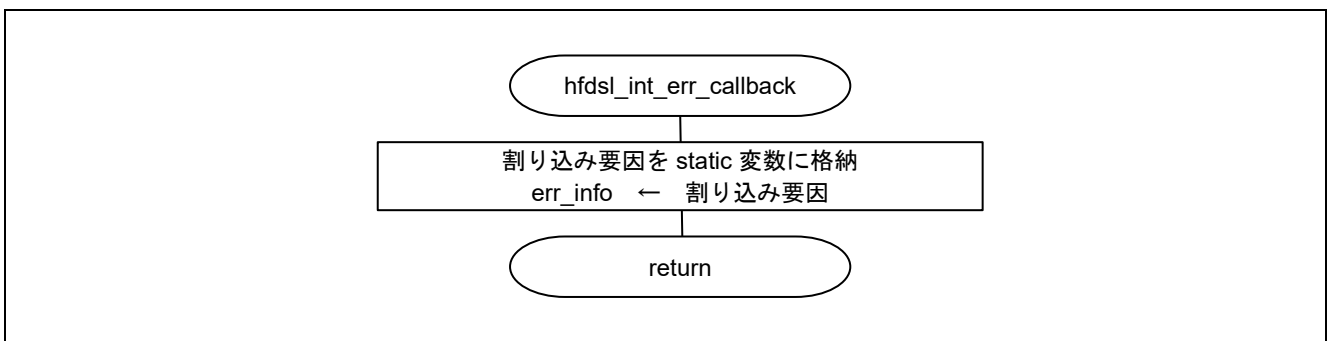 hfdsl_int_err_callback
割り込み要因を static 変数に格納
err_info ← 割り込み要因
return